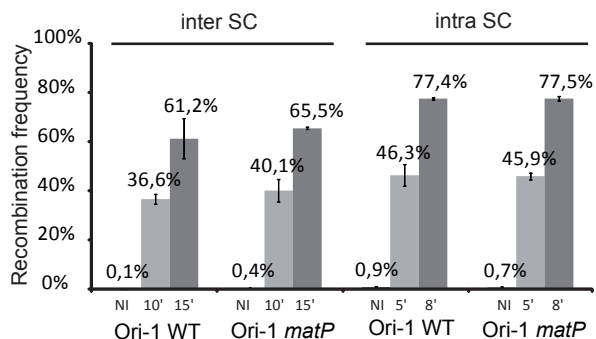 inter SC intra SC
Recombination frequency
100%
80%
60%
40%
20%
0%
0,1% 36,6% 61,2% 0,4% 40,1% 65,5% 0,9% 46,3% 77,4% 0,7% 45,9% 77,5%
NI 10' 15' NI 10' 15' NI 5' 8' NI 5' 8'
Ori-1 WT Ori-1 matP Ori-1 WT Ori-1 matP